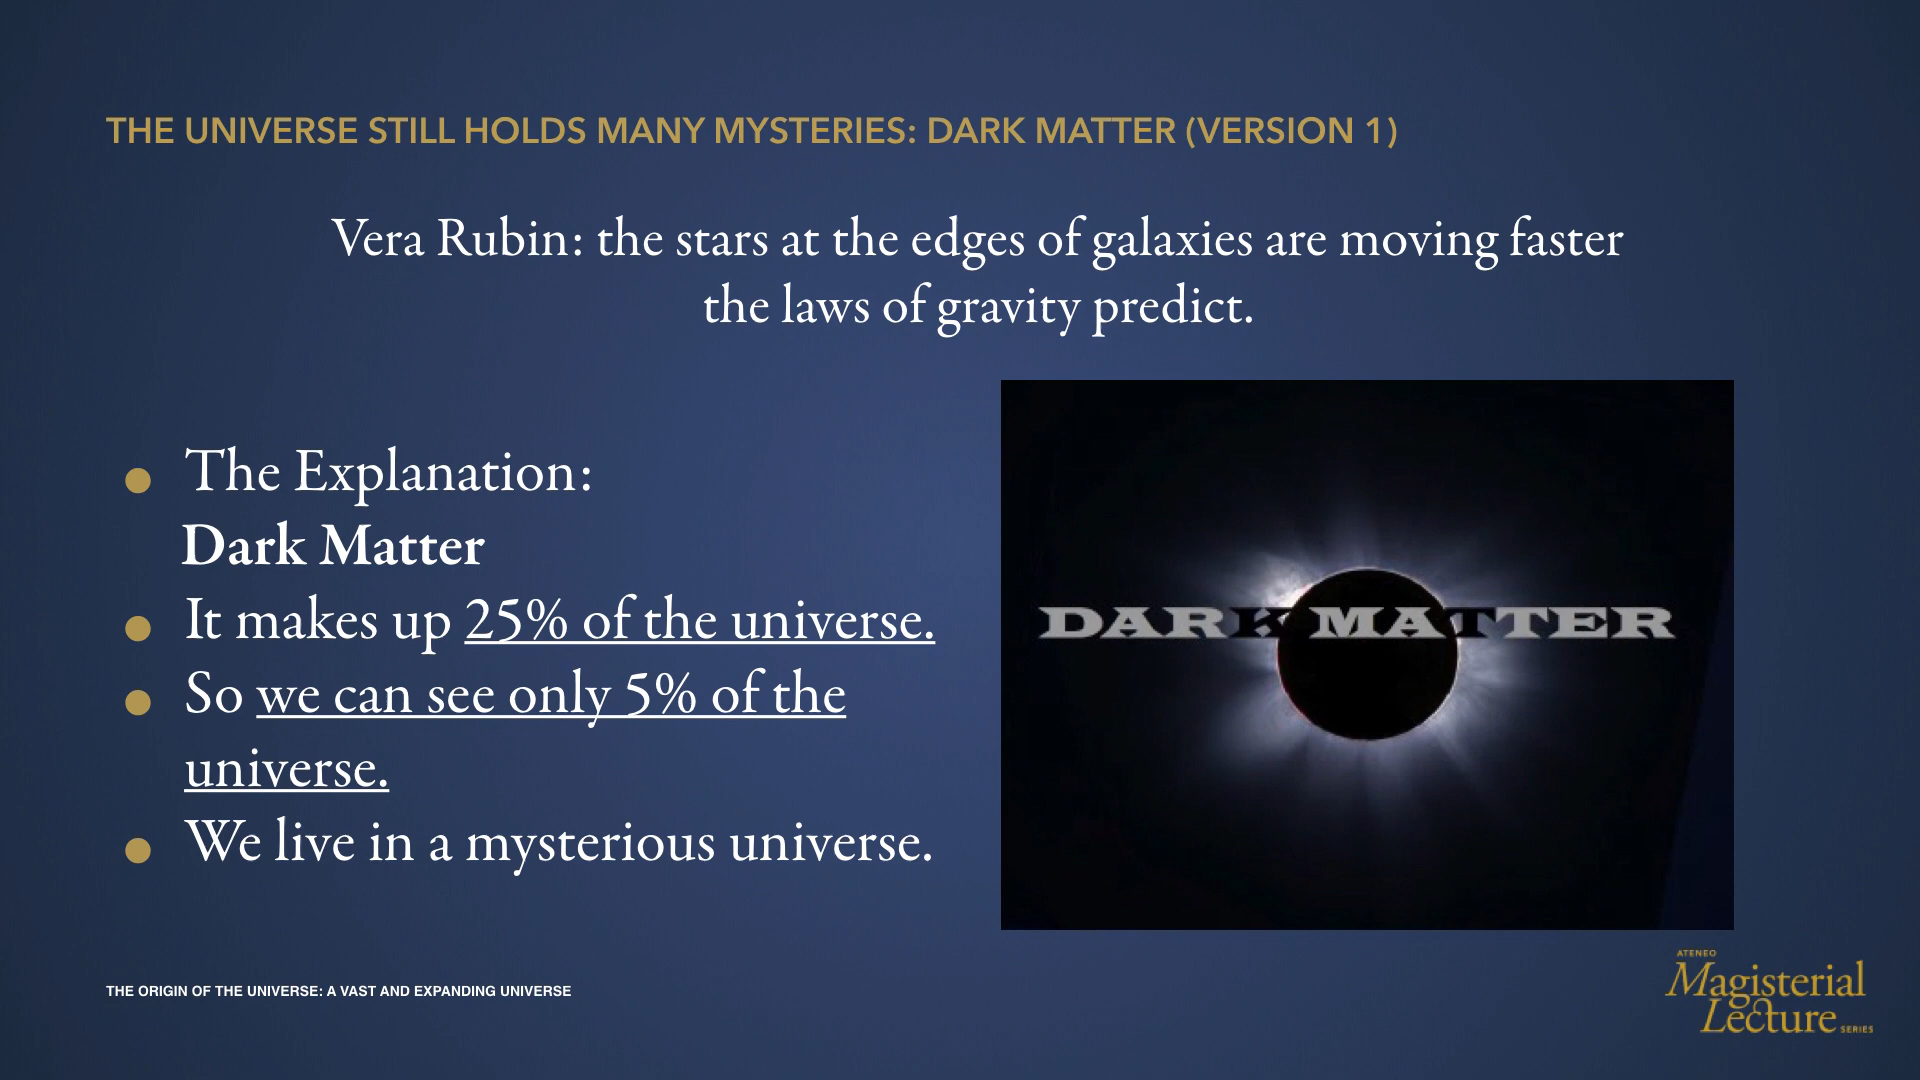 THE UNIVERSE STILL HOLDS MANY MYSTERIES: DARK MATTER (VERSION 1)
Vera Rubin: the stars at the edges of galaxies are moving faster
the laws of gravity predict.
The Explanation:
Dark Matter
It makes up 25% of the universe.
So we can see only 5% of the
universe.
We live in a mysterious universe.
DARK MATTER
THE ORIGIN OF THE UNIVERSE: A VAST AND EXPANDING UNIVERSE
ATENEO
Magisterial
Lecture SERIES